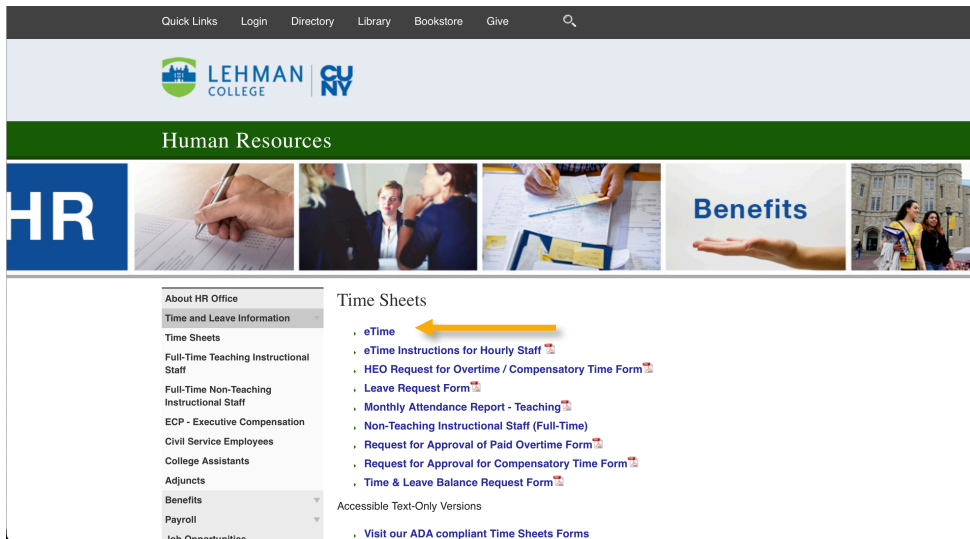 Quick Links Login Directory Library Bookstore Give
LEHMAN
COLLEGE
CU
NY
Human Resources
HR
Benefits
About HR Office
Time and Leave Information
Time Sheets
Full-Time Teaching Instructional
Staff
Full-Time Non-Teaching
Instructional Staff
ECP - Executive Compensation
Civil Service Employees
College Assistants
Adjuncts
Benefits
Payroll
Job Opportunities
Time Sheets
eTime
eTime Instructions for Hourly Staff
HEO Request for Overtime / Compensatory Time Form
Leave Request Form
Monthly Attendance Report - Teaching
Non-Teaching Instructional Staff (Full-Time)
Request for Approval of Paid Overtime Form
Request for Approval for Compensatory Time Form
Time & Leave Balance Request Form
Accessible Text-Only Versions
Visit our ADA compliant Time Sheets Forms